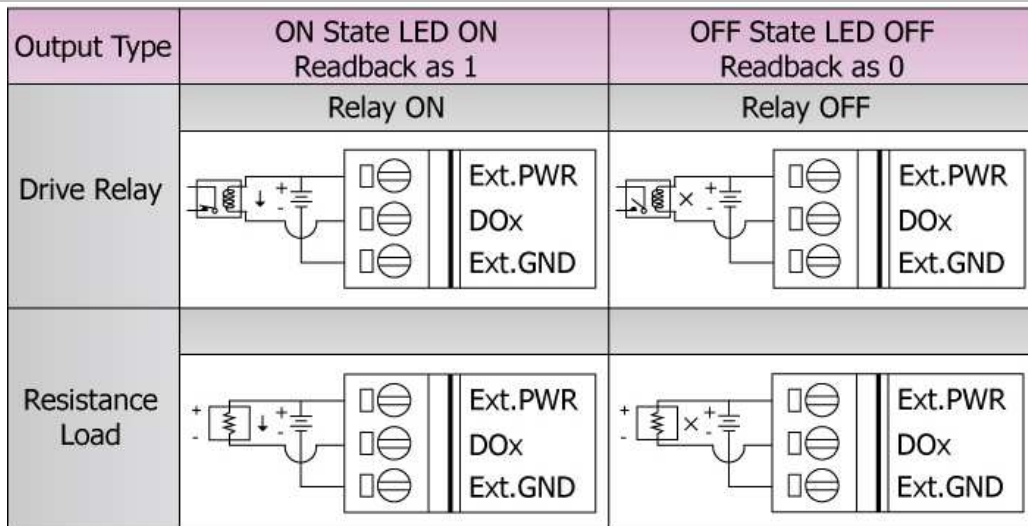 Output Type
ON State LED ON
Readback as 1
OFF State LED OFF
Readback as 0
Drive Relay
Relay ON
Relay OFF
+
-
Ext.PWR
DOx
Ext.GND
+
-
Ext.PWR
DOx
Ext.GND
Resistance
Load
+
-
+
-
Ext.PWR
DOx
Ext.GND
+
-
+
-
Ext.PWR
DOx
Ext.GND